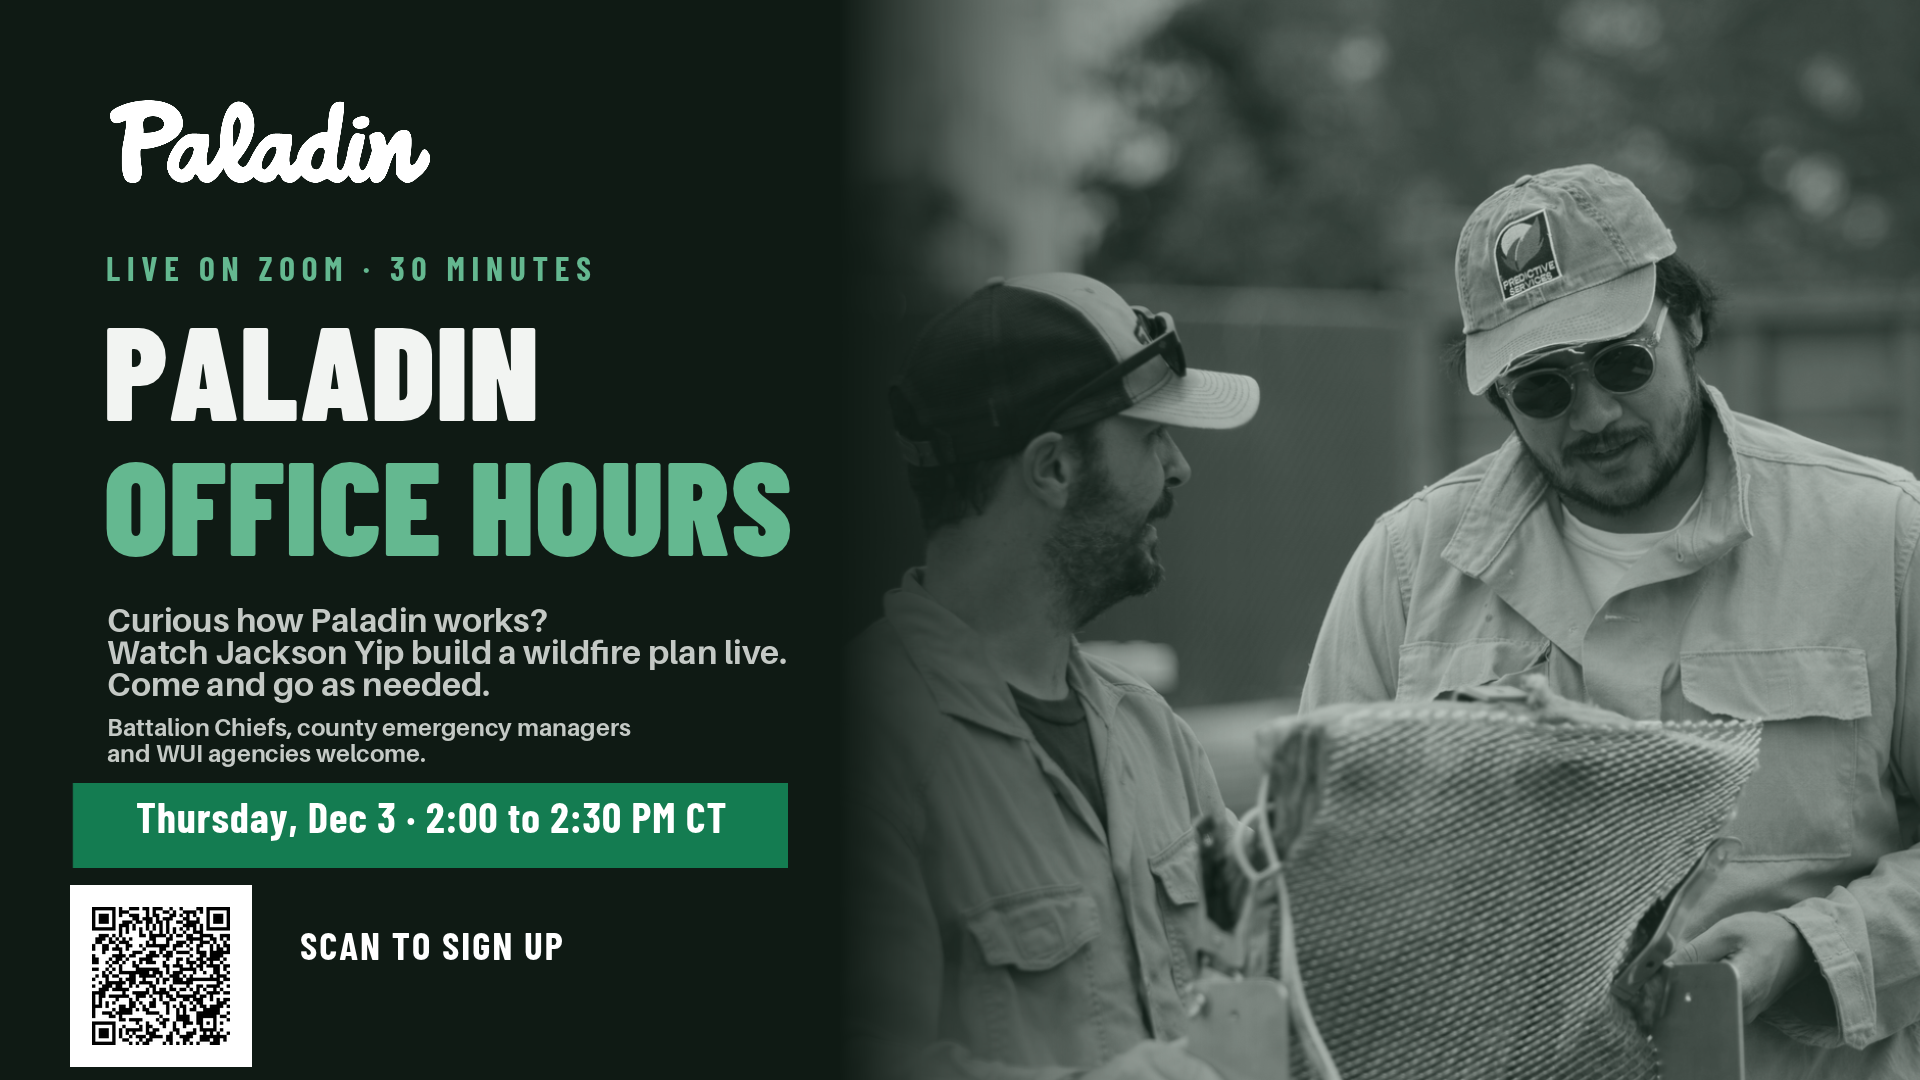 Paladin
LIVE ON ZOOM · 30 MINUTES
PALADIN
OFFICE HOURS
Curious how Paladin works?
Watch Jackson Yip build a wildfire plan live.
Come and go as needed.
Battalion Chiefs, county emergency managers
and WUI agencies welcome.
Thursday, Dec 3 · 2:00 to 2:30 PM CT
SCAN TO SIGN UP
PREDICTIVE
SERVICES